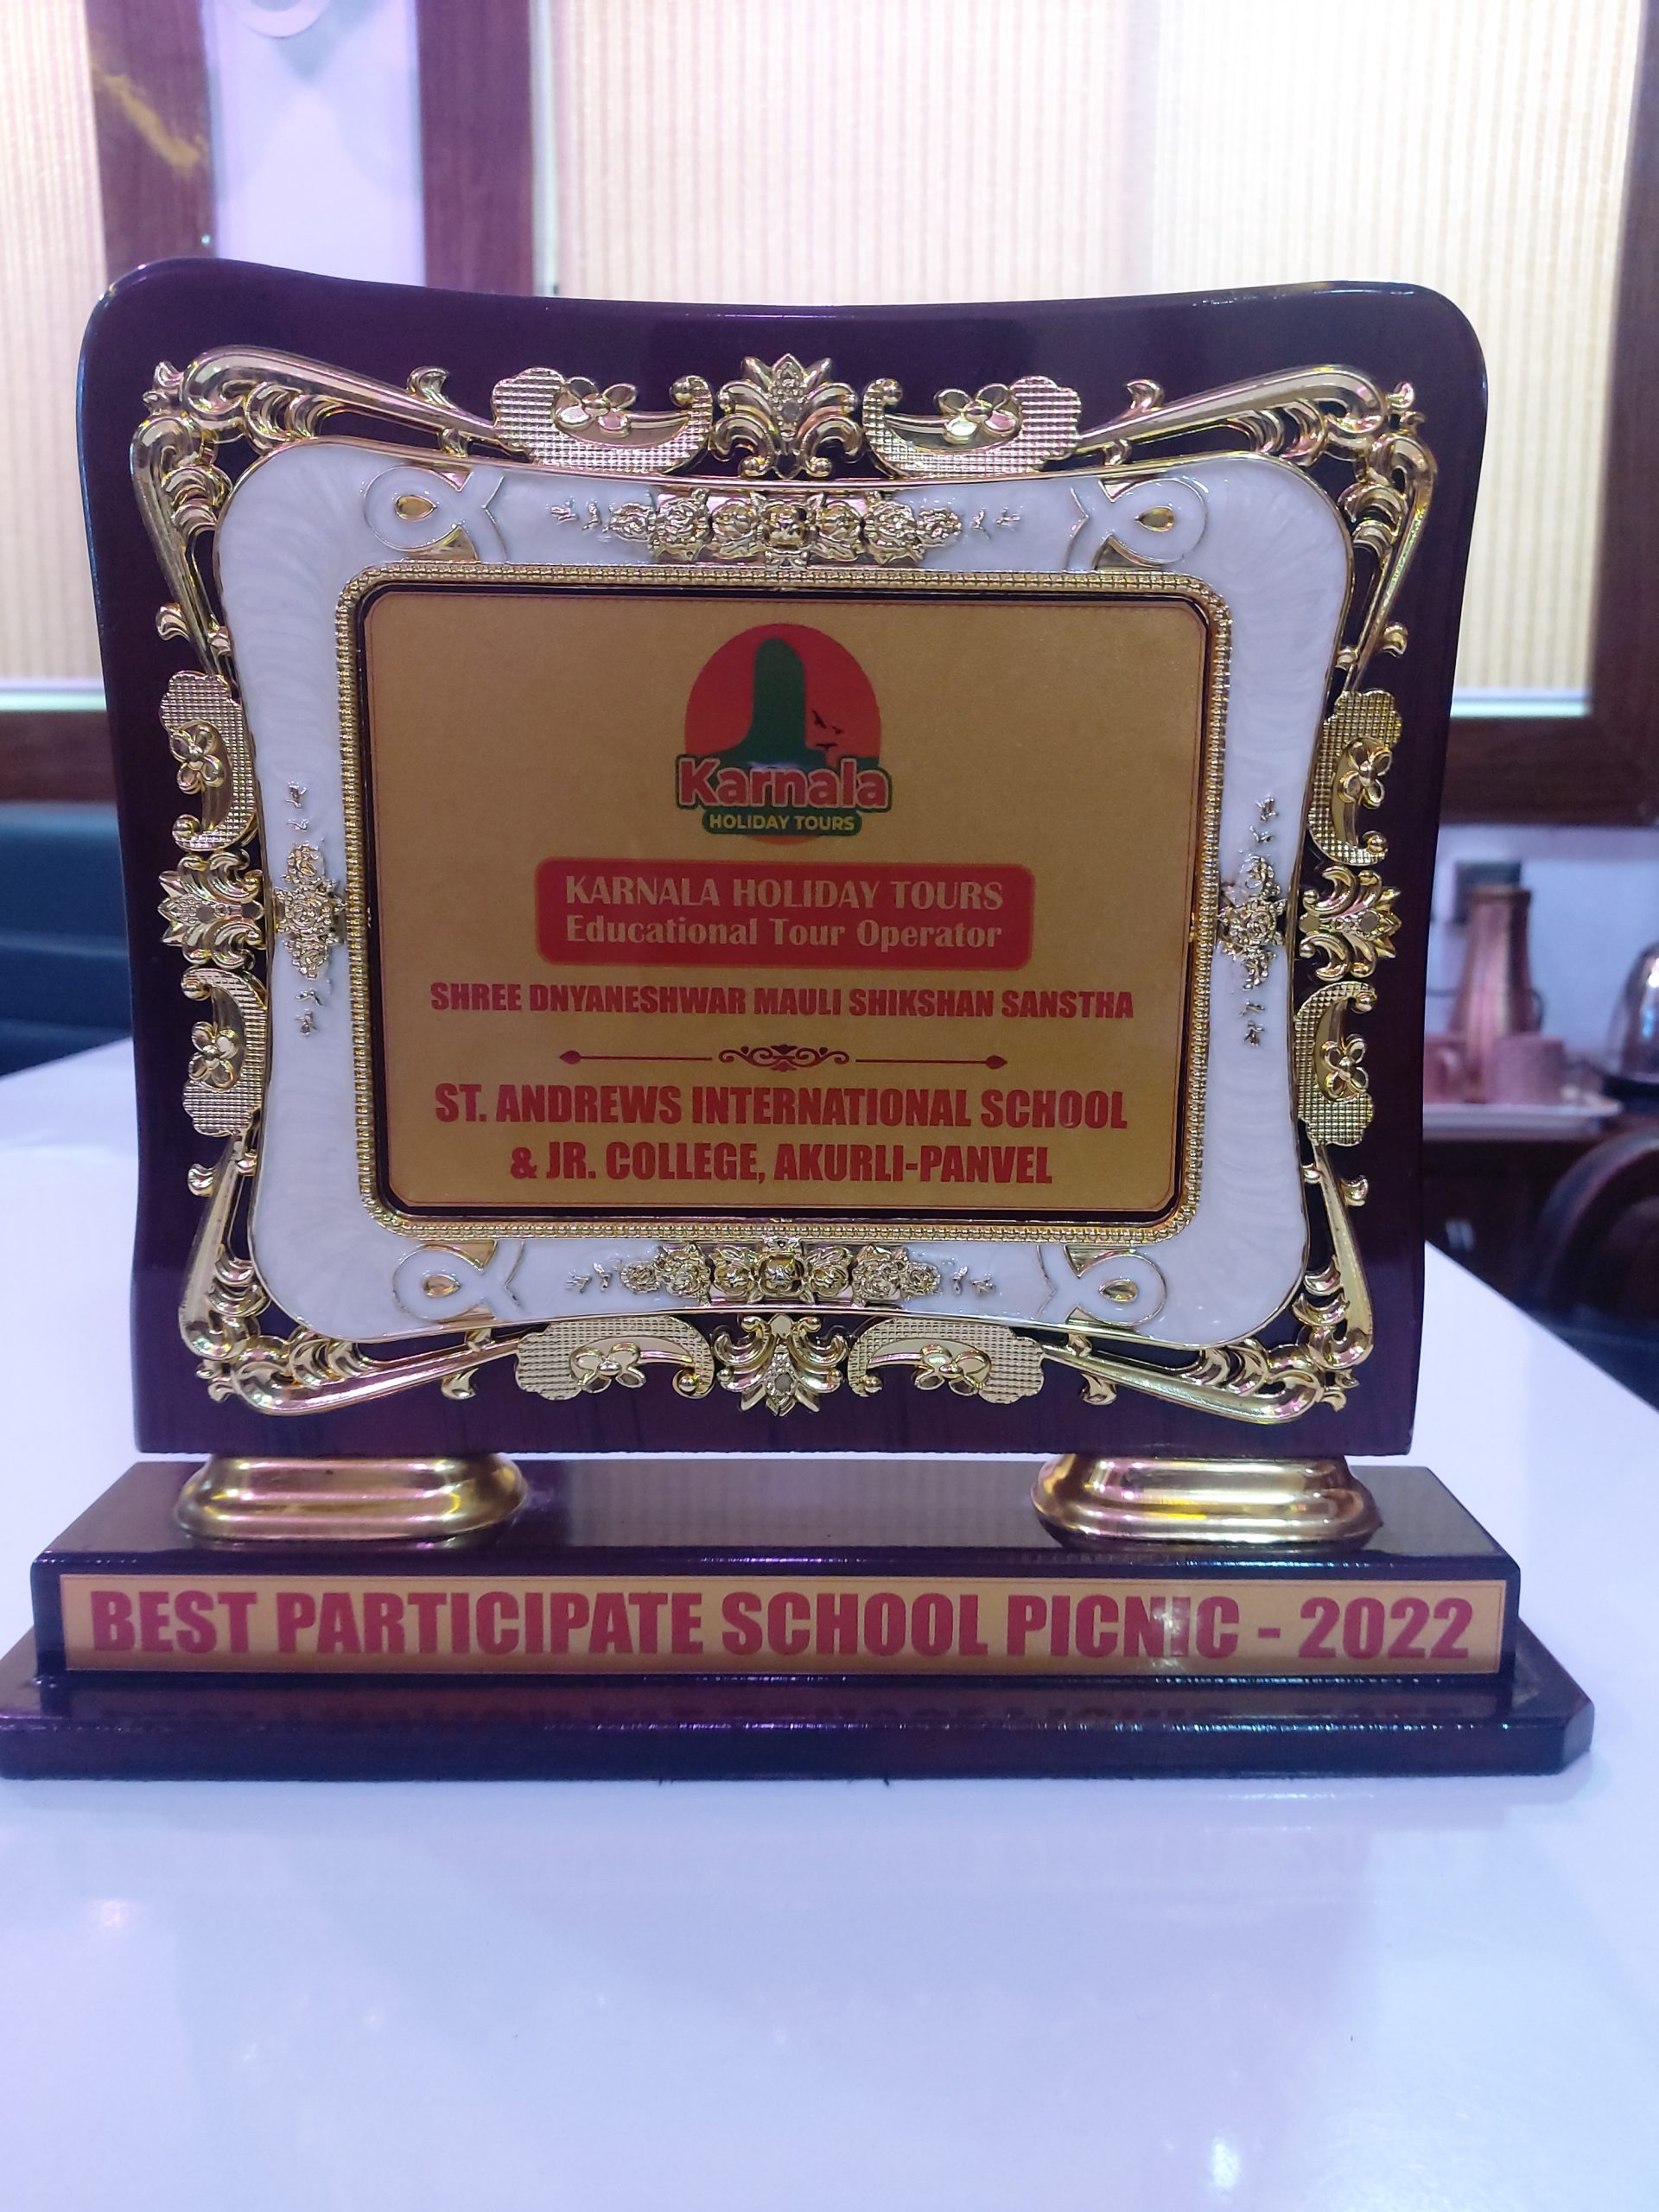 Karnala
HOLIDAY TOURS
KARNALA HOLIDAY TOURS
Educational Tour Operator
SHREE DNYANESHWAR MAULI SHIKSHAN SANSTHA
ST. ANDREWS INTERNATIONAL SCHOOL
& JR. COLLEGE, AKURLI-PANVEL
BEST PARTICIPATE SCHOOL PICNIC - 2022